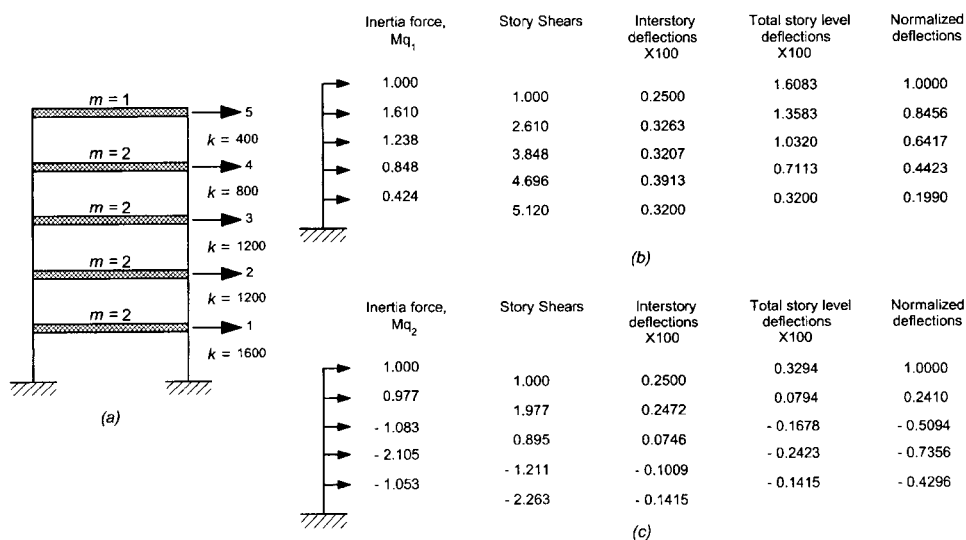 m = 1
5
k = 400
m = 2
4
k = 800
m = 2
3
k = 1200
m = 2
2
k = 1200
m = 2
1
k = 1600
(a)
Inertia force, Mq1
Story Shears
Interstory deflections X100
Total story level deflections X100
Normalized deflections
1.000 1.6083 1.0000
1.000 0.2500
1.610 1.3583 0.8456
2.610 0.3263
1.238 1.0320 0.6417
3.848 0.3207
0.848 0.7113 0.4423
4.696 0.3913
0.424 0.3200 0.1990
5.120 0.3200
(b)
Inertia force, Mq2
Story Shears
Interstory deflections X100
Total story level deflections X100
Normalized deflections
1.000 0.3294 1.0000
1.000 0.2500
0.977 0.0794 0.2410
1.977 0.2472
- 1.083 - 0.1678 - 0.5094
0.895 0.0746
- 2.105 - 0.2423 - 0.7356
- 1.211 - 0.1009
- 1.053 - 0.1415 - 0.4296
- 2.263 - 0.1415
(c)